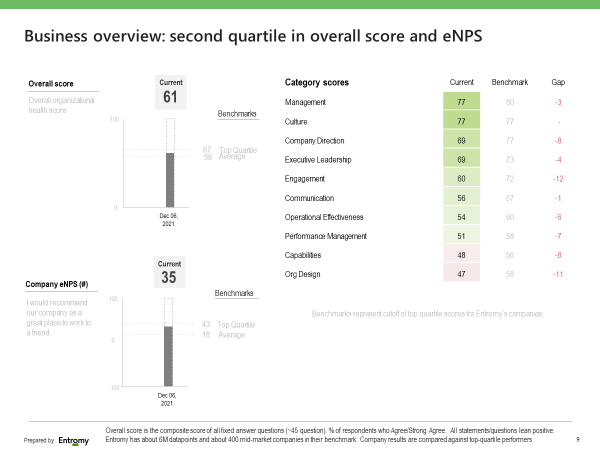 Business overview: second quartile in overall score and eNPS
Overall score
Overall organizational
health score
Current
61
Benchmarks
100
67 Top Quartile
58 Average
0
Dec 06,
2021
Company eNPS (#)
I would recommend
our company as a
great place to work to
a friend.
Current
35
Benchmarks
100
43 Top Quartile
0
18 Average
-100
Dec 06,
2021
Category scores Current Benchmark Gap
Management 77 80 -3
Culture 77 77 -
Company Direction 69 77 -8
Executive Leadership 69 73 -4
Engagement 60 72 -12
Communication 56 57 -1
Operational Effectiveness 54 60 -6
Performance Management 51 58 -7
Capabilities 48 56 -8
Org Design 47 58 -11
Benchmarks represent cutoff of top quartile scores for Entromy's companies
Overall score is the composite score of all fixed answer questions (~45 question). % of respondents who Agree/Strong Agree. All statements/questions lean positive.
Entromy has about 6M datapoints and about 400 mid-market companies in their benchmark. Company results are compared against top-quartile performers
Prepared by Entromy
9